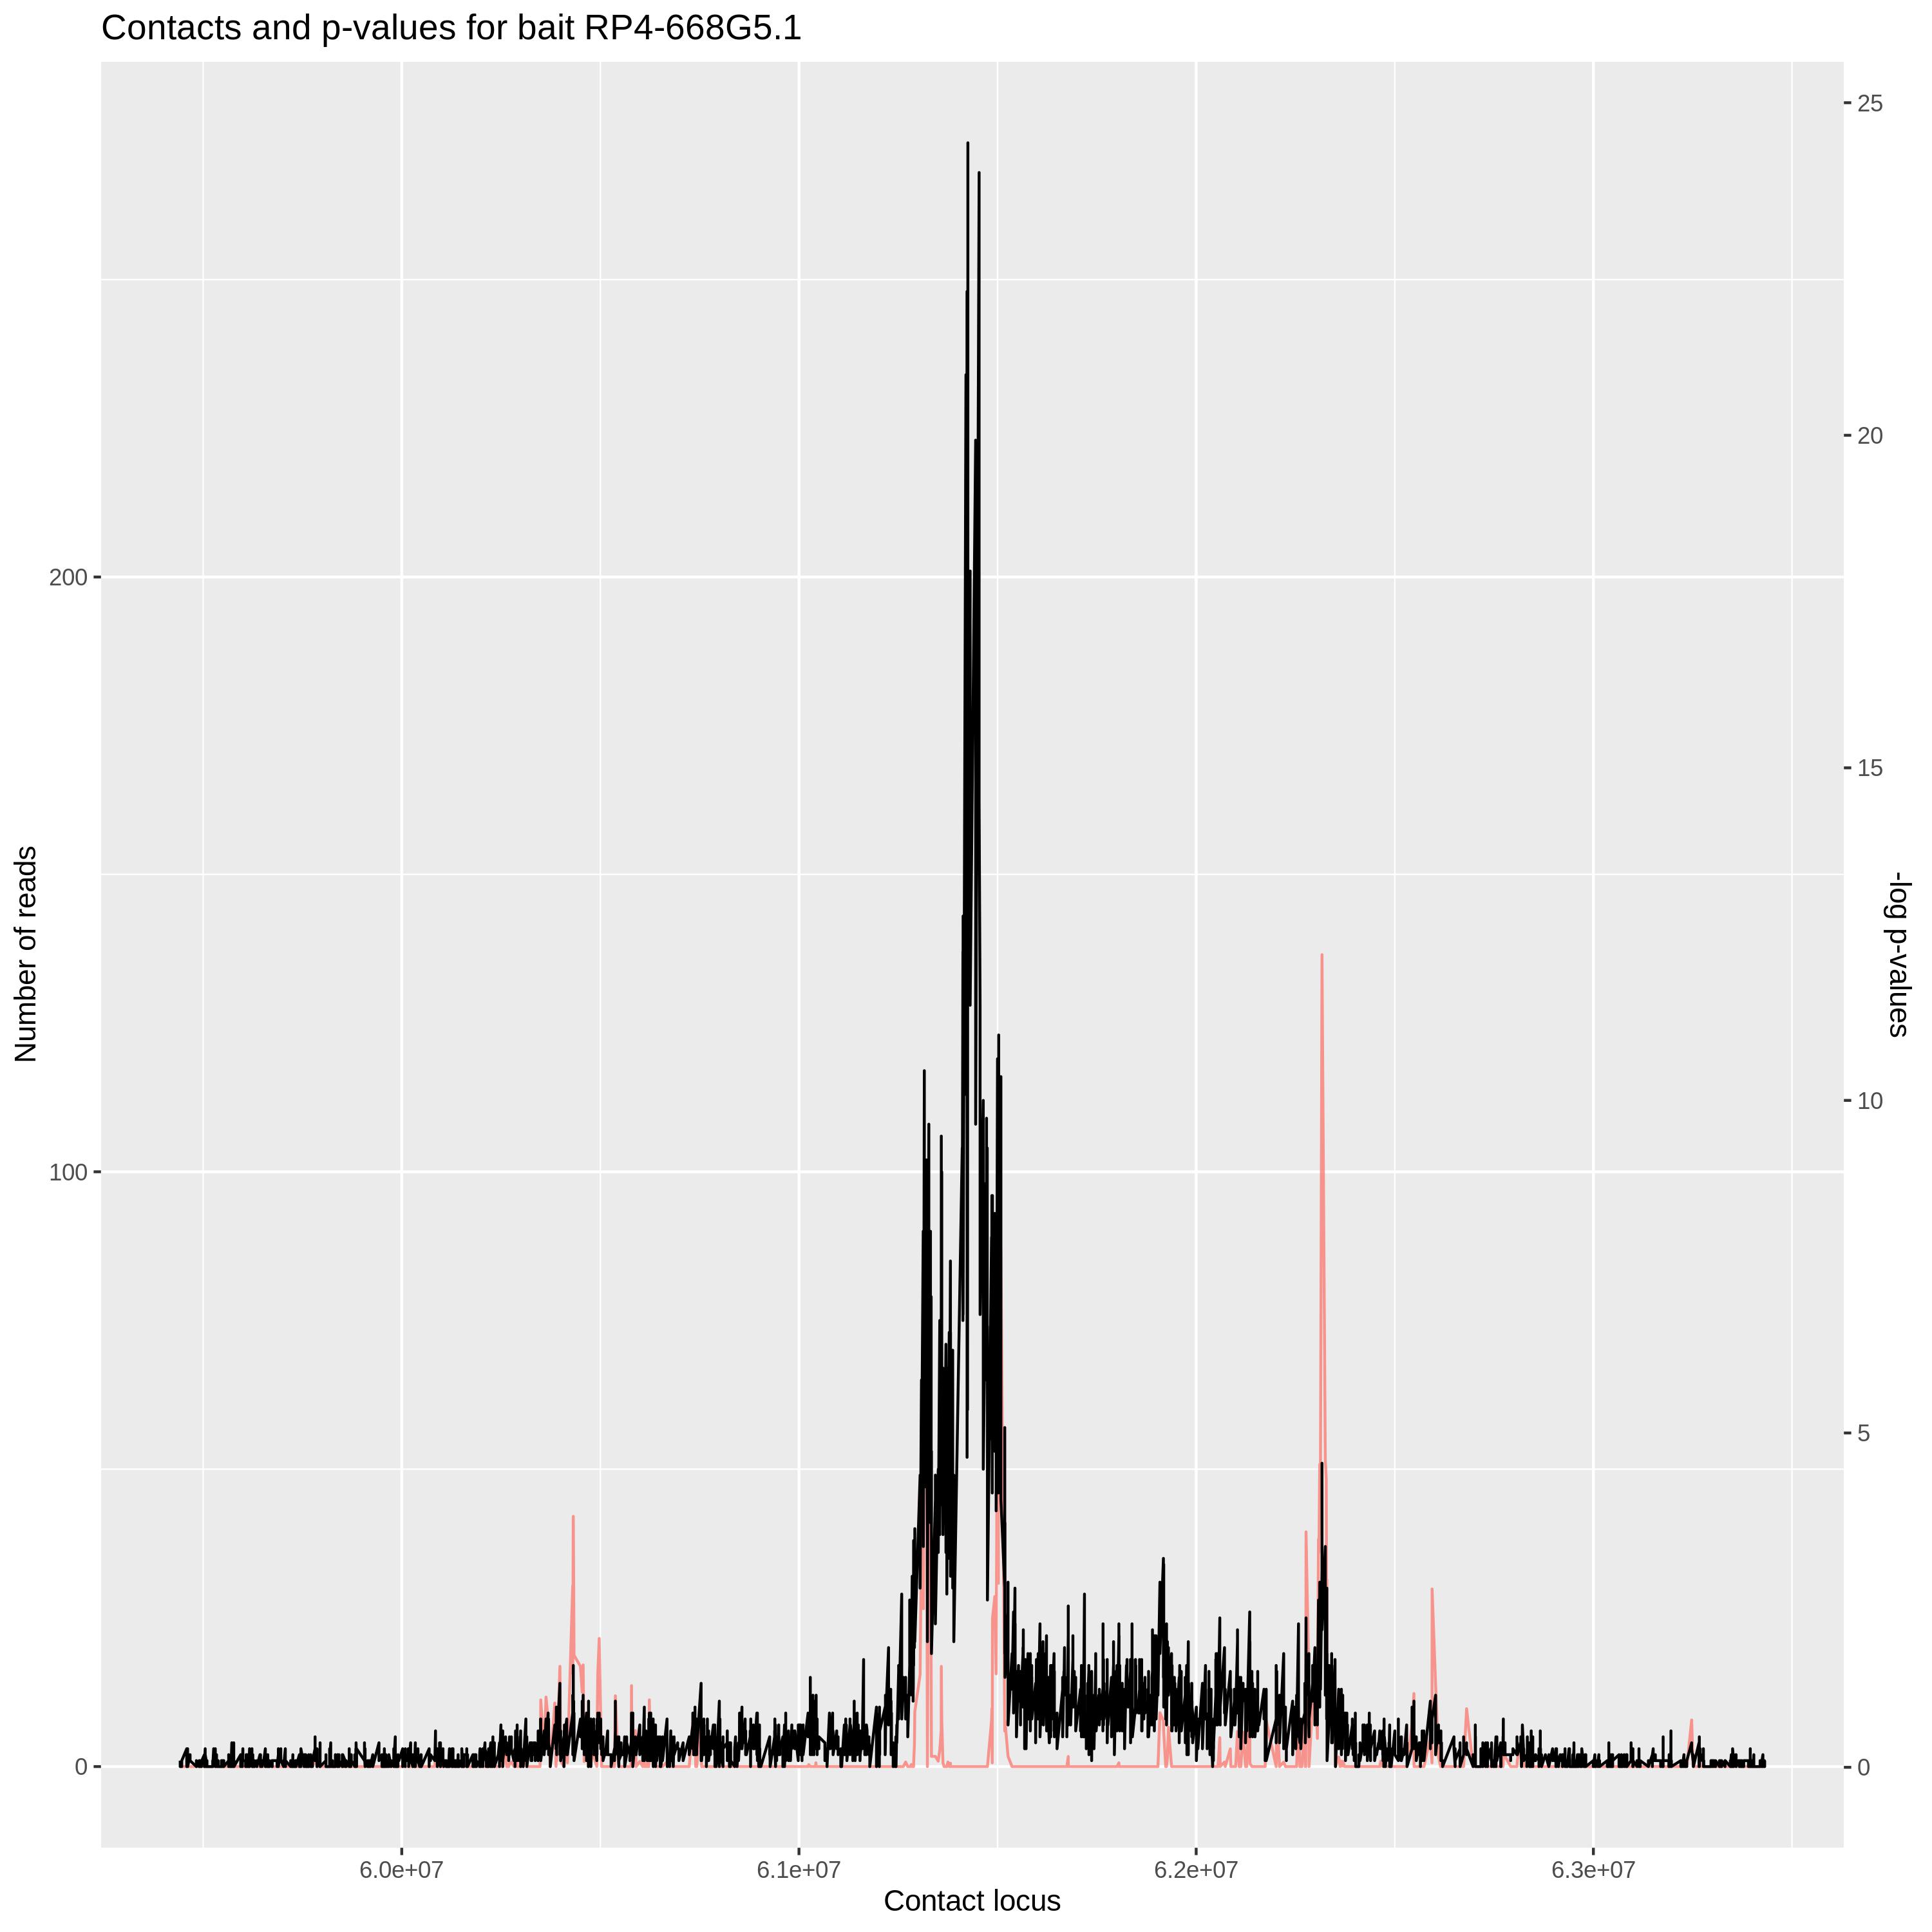 Contacts and p-values for bait RP4-668G5.1
Number of reads
200
100
0
25
20
15
10
5
0
-log p-values
6.0e+07
6.1e+07
6.2e+07
6.3e+07
Contact locus